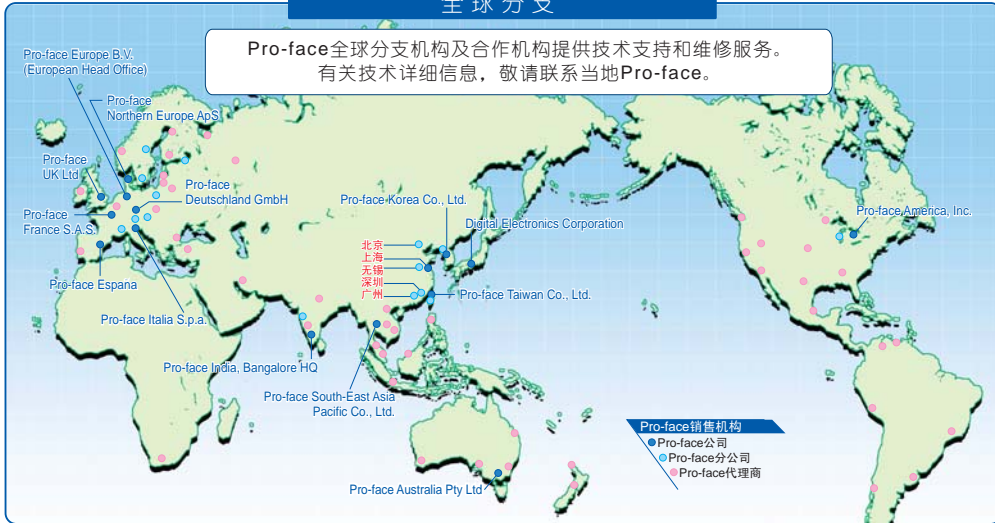 全球分支
Pro-face全球分支机构及合作机构提供技术支持和维修服务。
有关技术详细信息，敬请联系当地Pro-face。
Pro-face Europe B.V.
(European Head Office)
Pro-face
Northern Europe ApS
Pro-face
UK Ltd
Pro-face
Deutschland GmbH
Pro-face
France S.A.S.
Pro-face Espana
Pro-face Italia S.p.a.
Pro-face Korea Co., Ltd.
Digital Electronics Corporation
Pro-face America, Inc.
北京
上海
无锡
深圳
广州
Pro-face Taiwan Co., Ltd.
Pro-face India, Bangalore HQ
Pro-face South-East Asia
Pacific Co., Ltd.
Pro-face Australia Pty Ltd
Pro-face销售机构
Pro-face公司
Pro-face分公司
Pro-face代理商